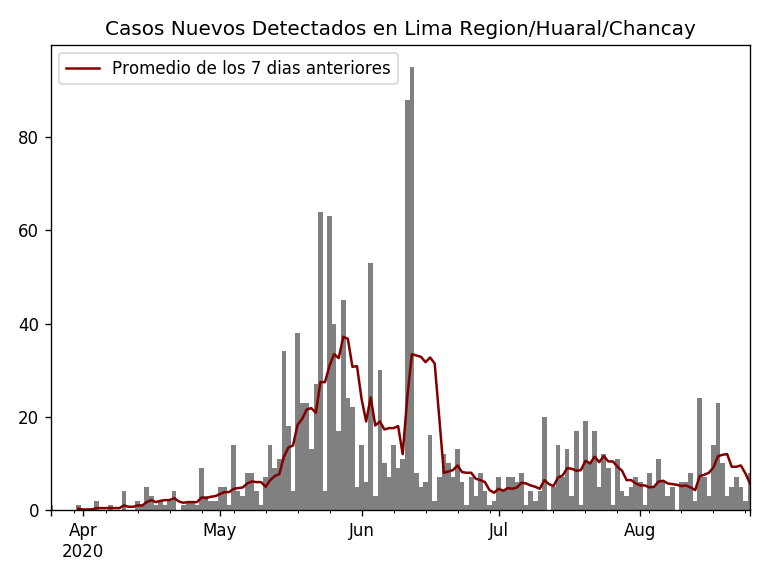 Casos Nuevos Detectados en Lima Region/Huaral/Chancay
Promedio de los 7 dias anteriores
80
60
40
20
0
Apr May Jun Jul Aug
2020